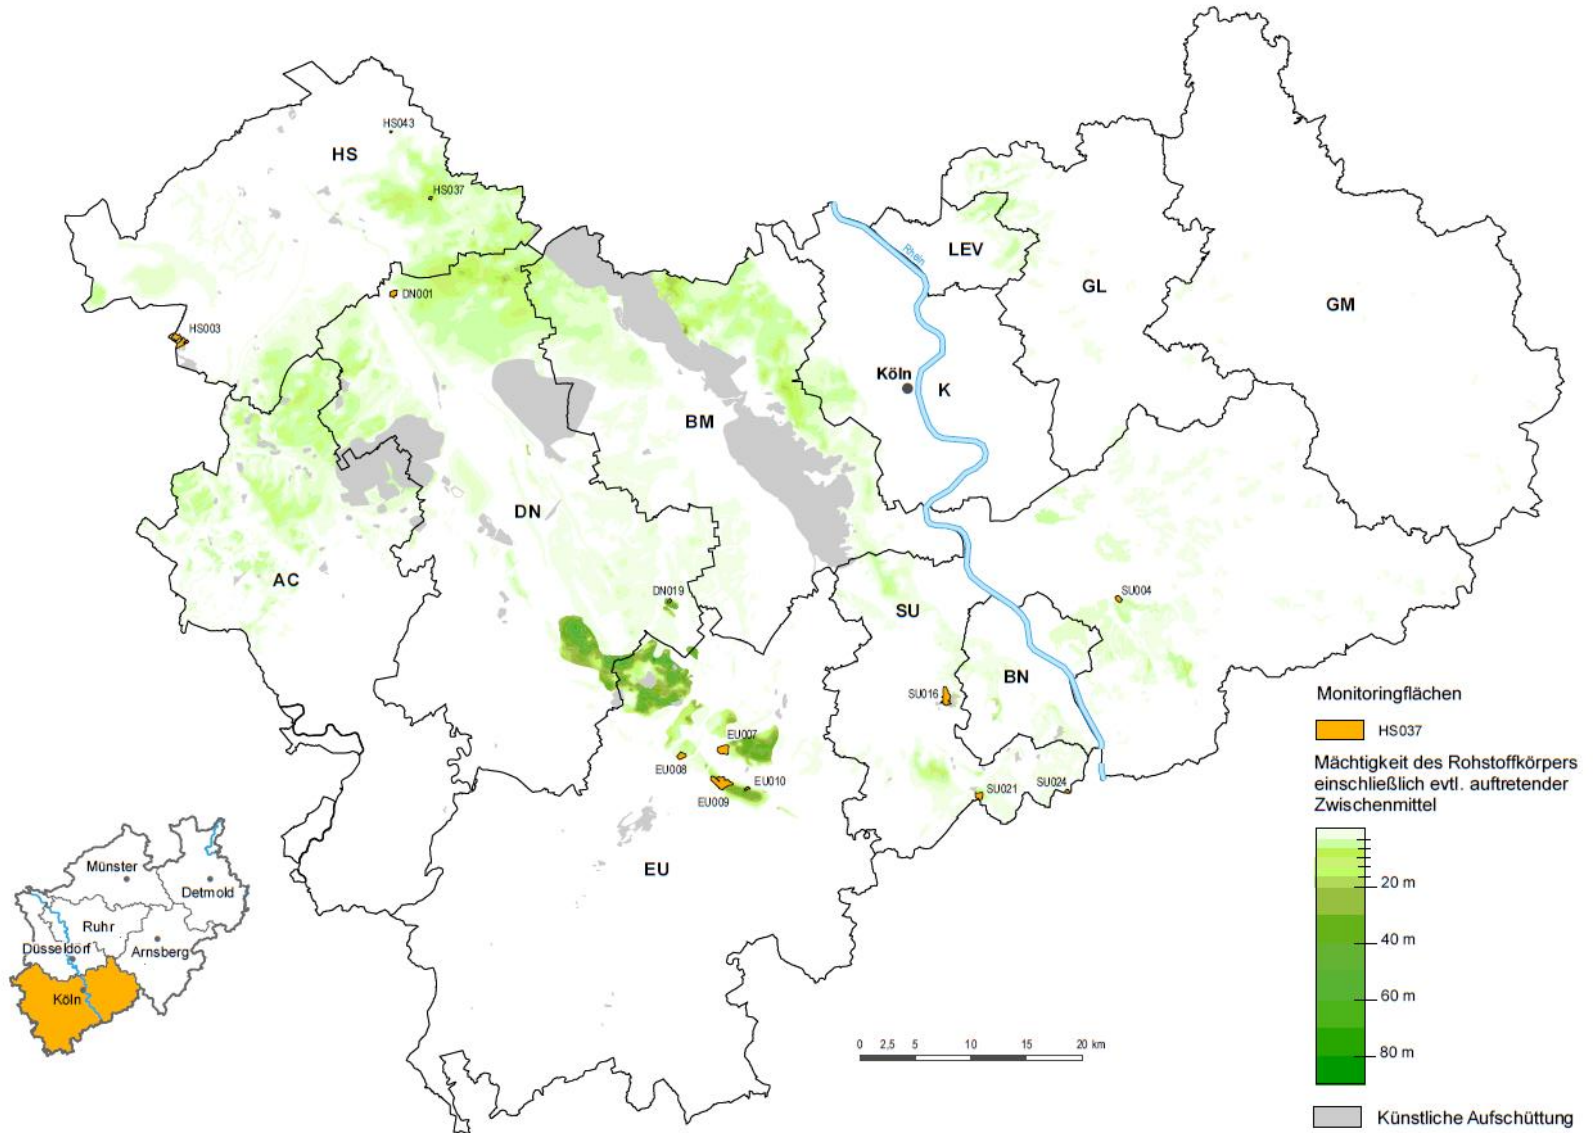 HS043
HS
HS037
Rhein
LEV
GL
GM
DN001
HS003
Köln
K
BM
DN
AC
DN019
SU004
SU
BN
SU016
EU007
EU008
EU010
EU009
SU021
SU024
EU
Monitoringflächen
HS037
Mächtigkeit des Rohstoffkörpers
einschließlich evtl. auftretender
Zwischenmittel
20 m
40 m
60 m
80 m
Künstliche Aufschüttung
0 2,5 5 10 15 20 km
Münster
Detmold
Ruhr
Düsseldorf
Arnsberg
Köln